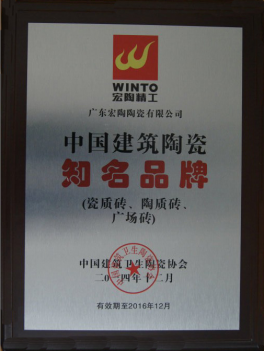 WINTO
宏陶精工
广东宏陶陶瓷有限公司
中国建筑陶瓷
知名品牌
(瓷质砖、陶质砖、
广场砖)
中国建筑卫生陶瓷协会
二〇一四年十二月
有效期至2016年12月